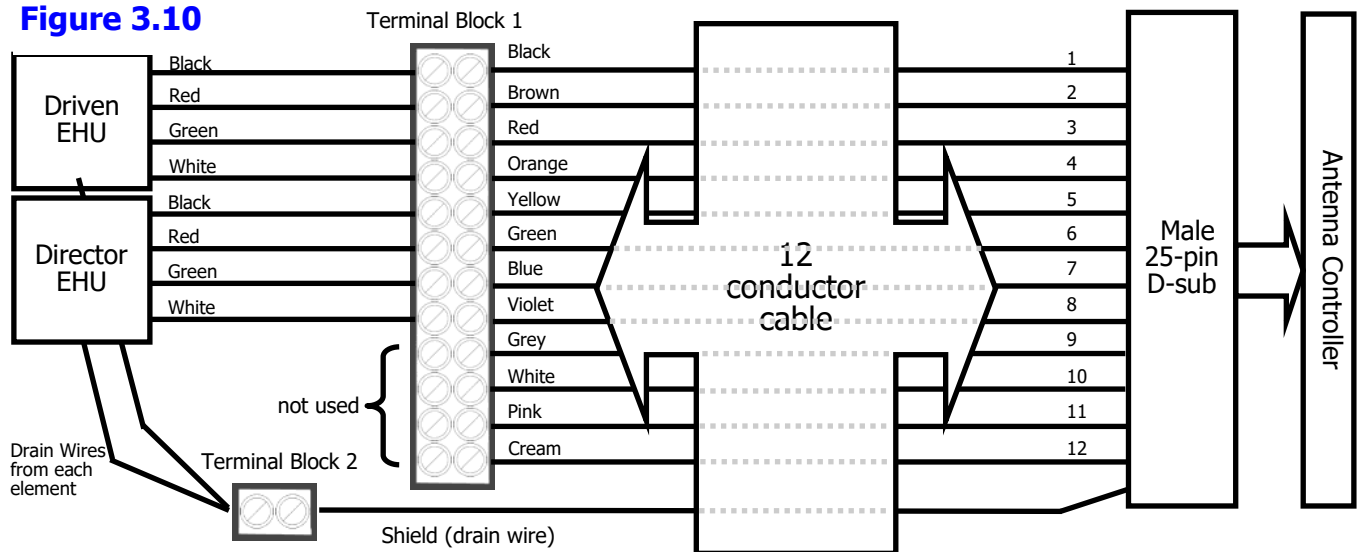 Figure 3.10
Terminal Block 1
Driven
EHU
Black
Red
Green
White
Director
EHU
Black
Red
Green
White
not used
Drain Wires
from each
element
Terminal Block 2
Shield (drain wire)
Black
Brown
Red
Orange
Yellow
Green
Blue
Violet
Grey
White
Pink
Cream
12
conductor
cable
1
2
3
4
5
6
7
8
9
10
11
12
Male
25-pin
D-sub
Antenna Controller